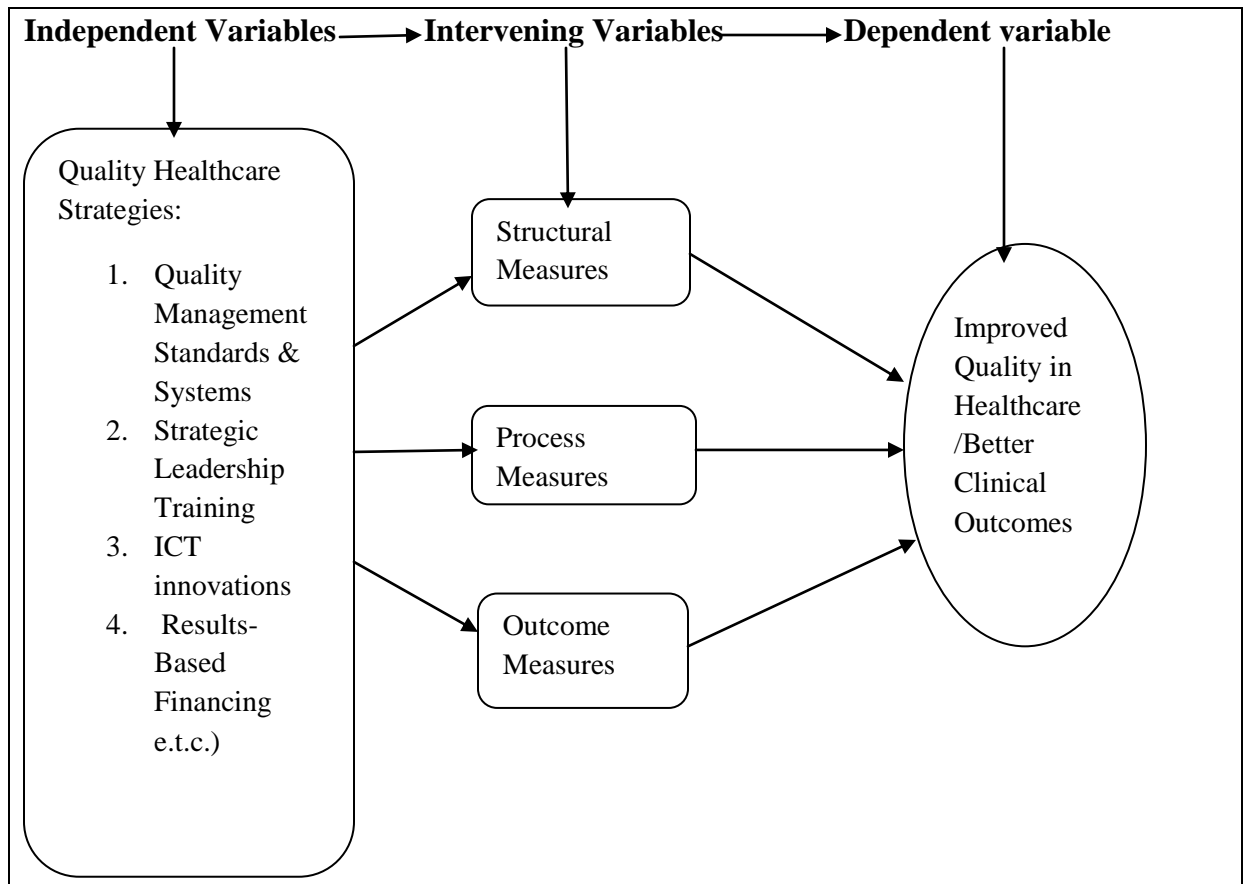 Independent Variables Intervening Variables Dependent variable
Quality Healthcare
Strategies:
1. Quality
Management
Standards &
Systems
2. Strategic
Leadership
Training
3. ICT
innovations
4. Results-
Based
Financing
e.t.c.)
Structural
Measures
Process
Measures
Outcome
Measures
Improved
Quality in
Healthcare
/Better
Clinical
Outcomes